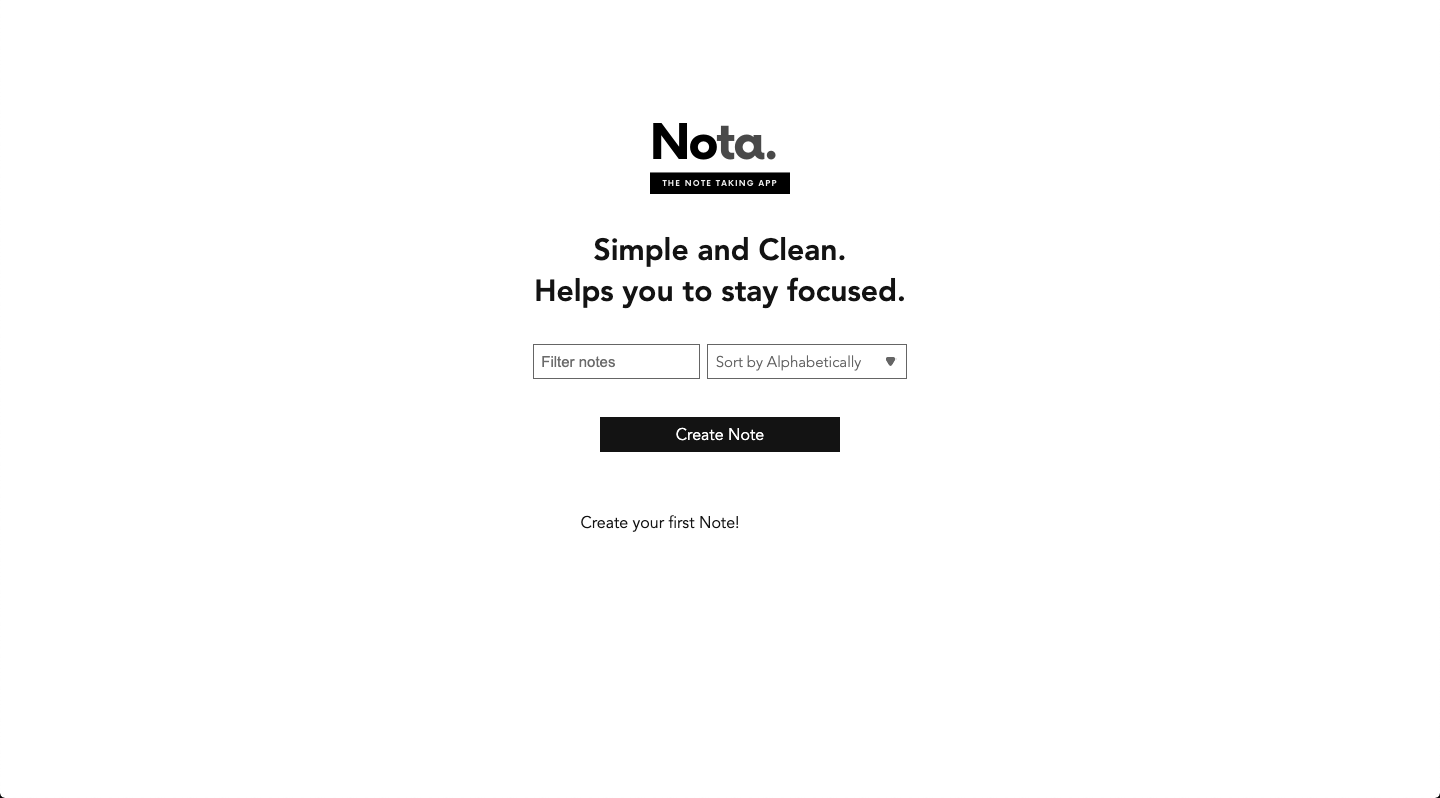 Nota.
THE NOTE TAKING APP
Simple and Clean.
Helps you to stay focused.
Filter notes
Sort by Alphabetically
Create Note
Create your first Note!